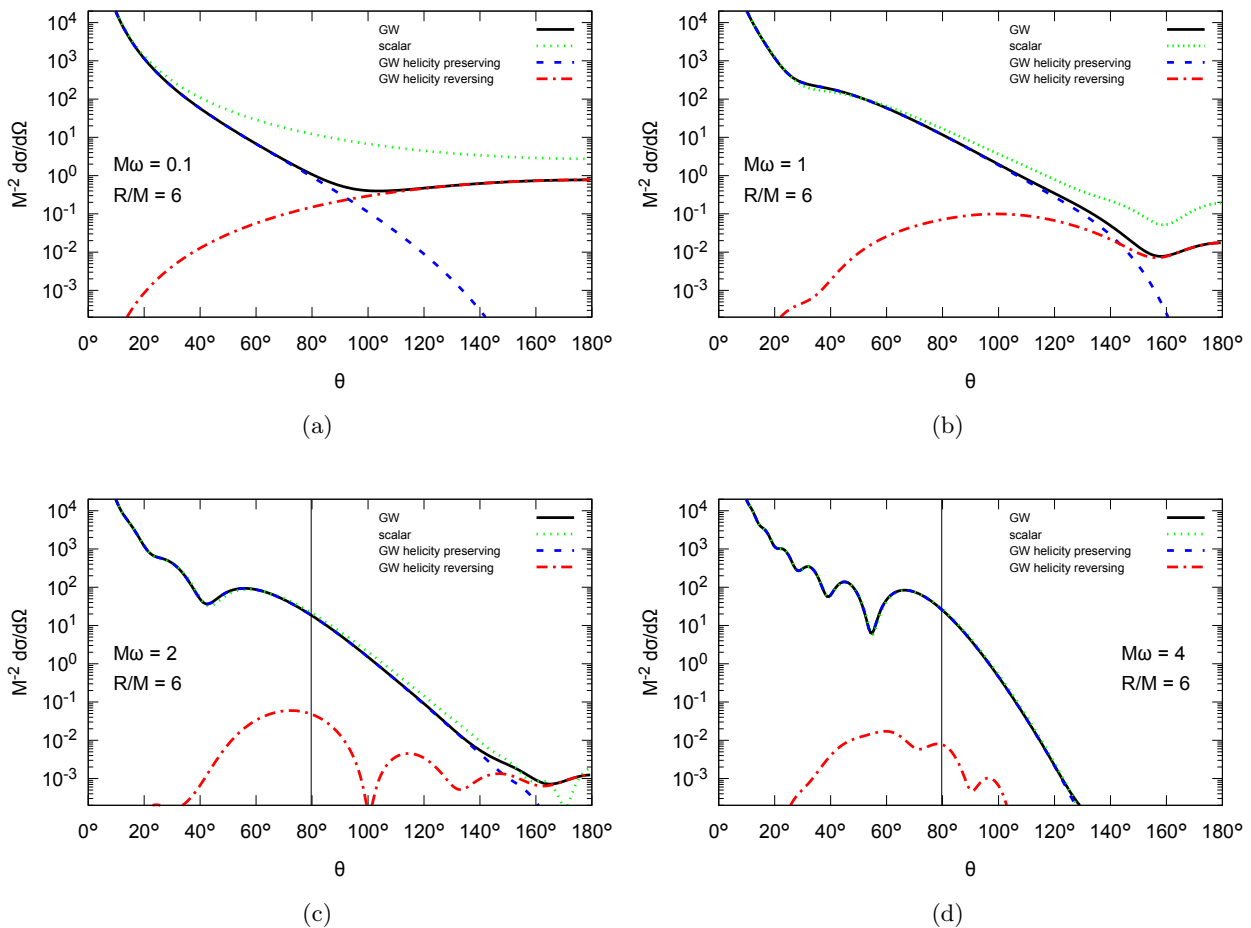 GW
scalar
GW helicity preserving
GW helicity reversing
Mω = 0.1
R/M = 6
M⁻² dσ/dΩ
10⁴
10³
10²
10¹
10⁰
10⁻¹
10⁻²
10⁻³
0° 20° 40° 60° 80° 100° 120° 140° 160° 180°
θ
(a)
GW
scalar
GW helicity preserving
GW helicity reversing
Mω = 1
R/M = 6
M⁻² dσ/dΩ
10⁴
10³
10²
10¹
10⁰
10⁻¹
10⁻²
10⁻³
0° 20° 40° 60° 80° 100° 120° 140° 160° 180°
θ
(b)
GW
scalar
GW helicity preserving
GW helicity reversing
Mω = 2
R/M = 6
M⁻² dσ/dΩ
10⁴
10³
10²
10¹
10⁰
10⁻¹
10⁻²
10⁻³
0° 20° 40° 60° 80° 100° 120° 140° 160° 180°
θ
(c)
GW
scalar
GW helicity preserving
GW helicity reversing
Mω = 4
R/M = 6
M⁻² dσ/dΩ
10⁴
10³
10²
10¹
10⁰
10⁻¹
10⁻²
10⁻³
0° 20° 40° 60° 80° 100° 120° 140° 160° 180°
θ
(d)